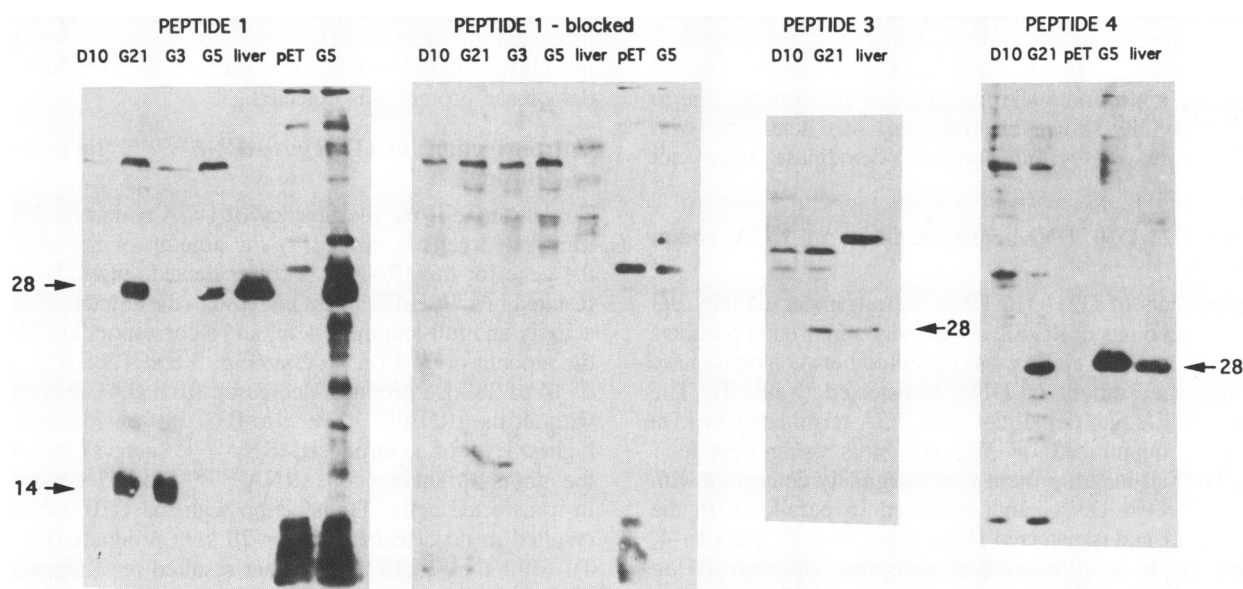 PEPTIDE 1
PEPTIDE 1 - blocked
PEPTIDE 3
PEPTIDE 4
D10 G21 G3 G5 liver pET G5
D10 G21 G3 G5 liver pET G5
D10 G21 liver
D10 G21 pET G5 liver
28
14
28
28